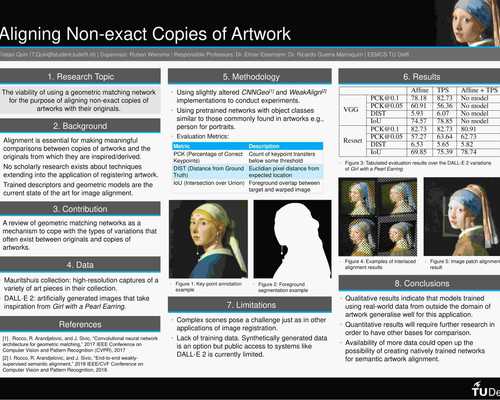 Aligning Non-exact Copies of Artwork
Supervisor: Ruben Wiersma | Responsible Professors: Dr. Elmar Eisemann, Dr. Ricardo Guerra Marroquim | EEMCS TU Delft
1. Research Topic
The viability of using a geometric matching network
for the purpose of aligning non-exact copies of artworks
with their originals.
2. Background
Alignment is essential for making meaningful
comparisons between copies of artworks and the
originals from which they are inspired/derived.
No scholarly research exists about techniques
extending into the application of registering artwork.
Trained descriptors and geometric models are the
current state of the art for image alignment.
3. Contribution
A review of geometric matching networks as a
mechanism to cope with the types of variations that
often exist between originals and copies of
artworks.
4. Data
Mauritshuis collection: high-resolution captures of a
variety of art pieces in their collection.
DALL-E 2: artificially generated images that take
inspiration from Girl with a Pearl Earring.
References
[1] I. Rocco, R. Arandjelovic, and J. Sivic, "Convolutional neural network
architecture for geometric matching," 2017 IEEE Conference on
Computer Vision and Pattern Recognition (CVPR), 2017
[2] I. Rocco, R. Arandjelovic, and J. Sivic, "End-to-end weakly-
supervised semantic alignment," 2018 IEEE/CVF Conference on
Computer Vision and Pattern Recognition, 2018
5. Methodology
- Using slightly altered CNNGeo[1] and WeakAlign[2]
implementations to conduct experiments.
- Using pretrained networks with object classes
similar to those commonly found in artworks e.g.,
person for portraits.
- Evaluation Metrics:
Metric Description
PCK (Percentage of Correct Keypoints) Count of keypoint transfers below some threshold
DIST (Distance from Ground Truth) Euclidian pixel distance from expected location
IoU (Intersection over Union) Foreground overlap between target and warped image
Figure 1: Key-point annotation
example
Figure 2: Foreground
segmentation example
7. Limitations
- Complex scenes pose a challenge just as in other
applications of image registration.
- Lack of training data. Synthetically generated data
is an option but public access to systems like
DALL-E 2 is currently limited.
6. Results
Affine TPS Affine + TPS
VGG PCK@0.1 78.18 82.73 No model
PCK@0.05 60.91 56.36 No model
DIST 5.93 6.07 No model
IoU 74.57 78.85 No model
Resnet PCK@0.1 82.73 82.73 80.91
PCK@0.05 57.27 63.64 62.73
DIST 6.53 5.65 5.82
IoU 69.85 75.39 78.74
Figure 3: Tabulated evaluation results over the DALL-E 2 variations
of Girl with a Pearl Earring.
Figure 4: Examples of interlaced
alignment results
Figure 5: Image patch alignment
result
8. Conclusions
- Qualitative results indicate that models trained
using real-world data from outside the domain of
artwork generalise well for this application.
- Quantitative results will require further research in
order to have other bases for comparison.
- Availability of more data could open up the
possibility of creating natively trained networks
for semantic artwork alignment.
TUDe